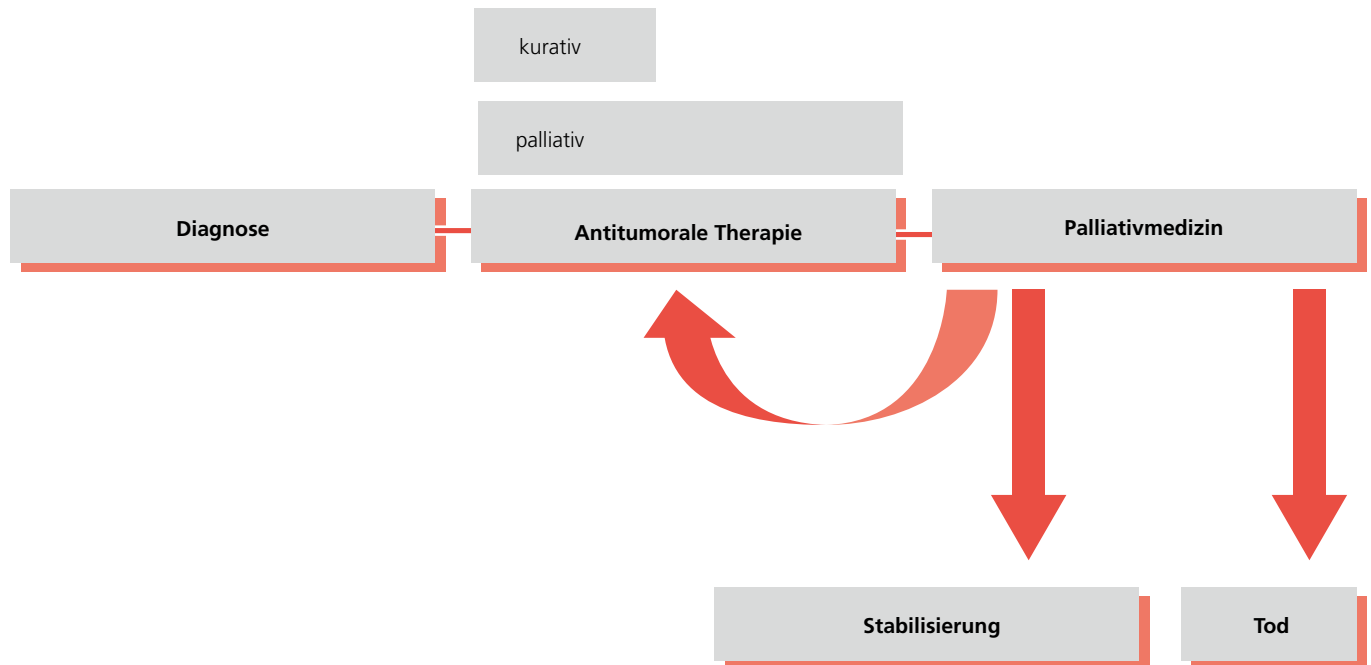 kurativ
palliativ
Diagnose
Antitumorale Therapie
Palliativmedizin
Stabilisierung
Tod